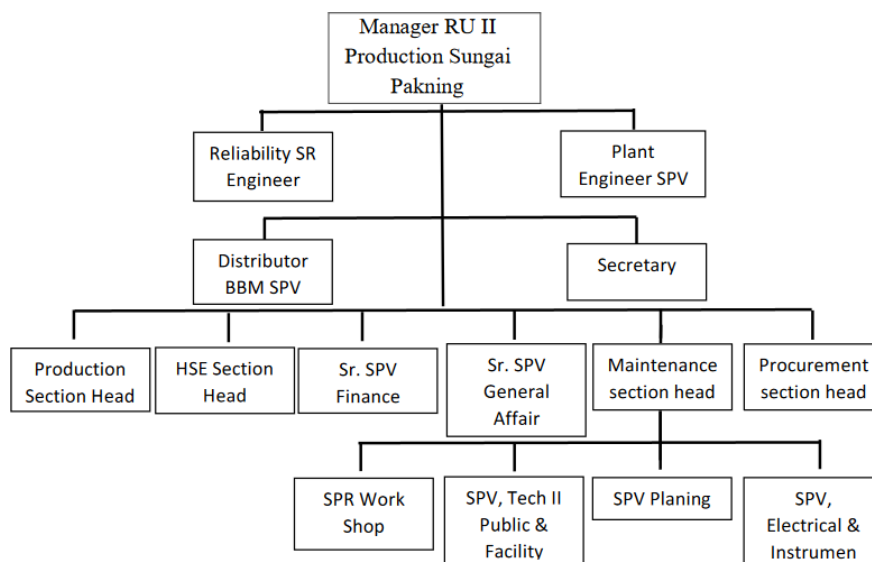 Manager RU II
Production Sungai
Pakning
Reliability SR
Engineer
Plant
Engineer SPV
Distributor
BBM SPV
Secretary
Production
Section Head
HSE Section
Head
Sr. SPV
Finance
Sr. SPV
General
Affair
Maintenance
section head
Procurement
section head
SPR Work
Shop
SPV, Tech II
Public &
Facility
SPV Planing
SPV,
Electrical &
Instrumen